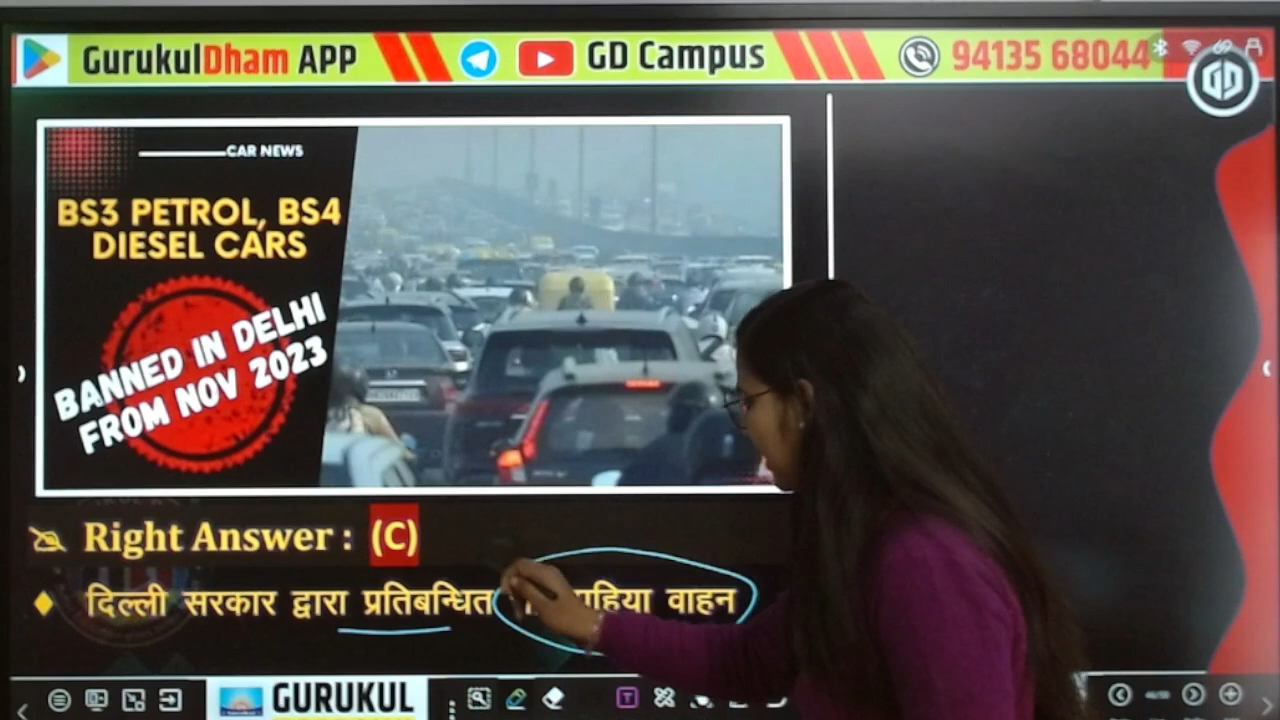 GurukulDham APP
GD Campus
94135 68044
GD
CAR NEWS
BS3 PETROL, BS4
DIESEL CARS
BANNED IN DELHI
FROM NOV 2023
Right Answer : (C)
दिल्ली सरकार द्वारा प्रतिबन्धित वाहन
GURUKUL
T